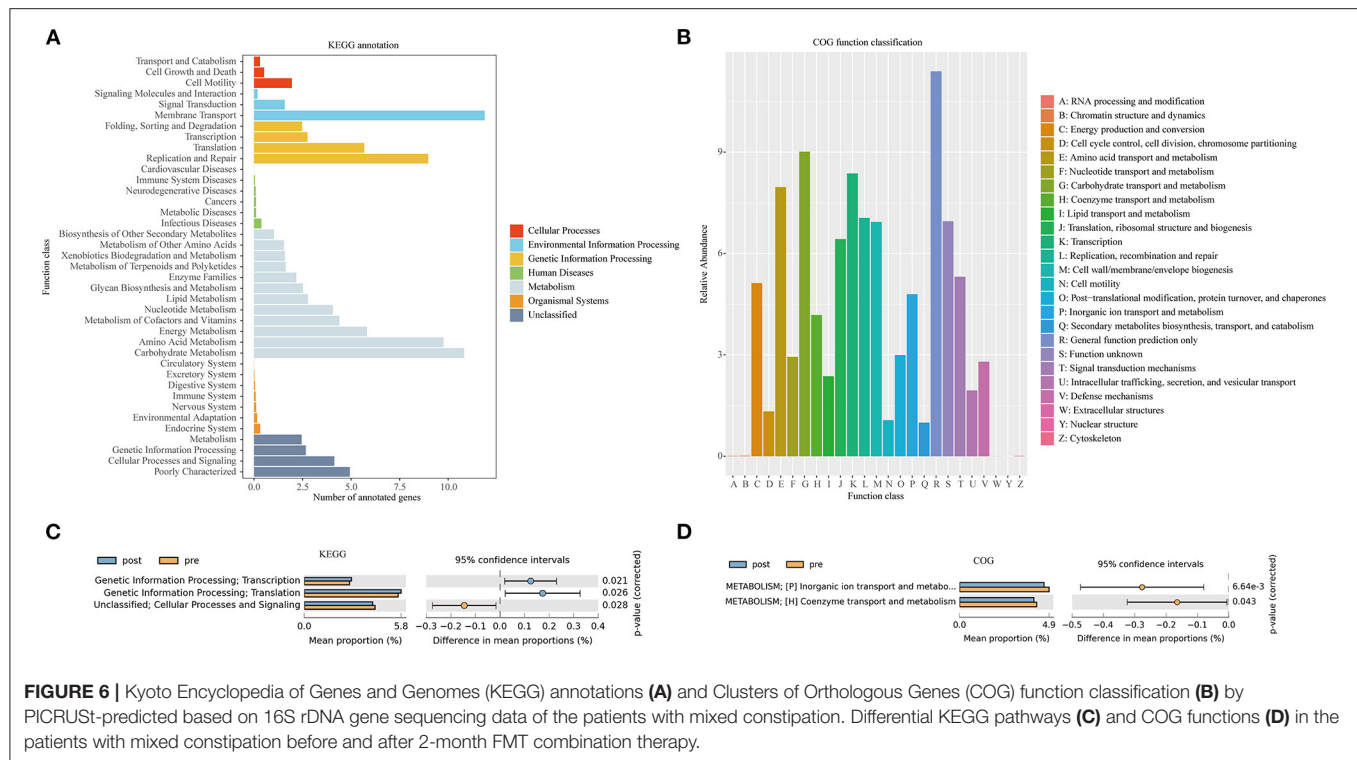 A
KEGG annotation
Function class
Transport and Catabolism
Cell Growth and Death
Cell Motility
Signaling Molecules and Interaction
Signal Transduction
Membrane Transport
Folding, Sorting and Degradation
Transcription
Translation
Replication and Repair
Cardiovascular Diseases
Immune System Diseases
Neurodegenerative Diseases
Cancers
Metabolic Diseases
Infectious Diseases
Biosynthesis of Other Secondary Metabolites
Metabolism of Other Amino Acids
Xenobiotics Biodegradation and Metabolism
Metabolism of Terpenoids and Polyketides
Enzyme Families
Glycan Biosynthesis and Metabolism
Lipid Metabolism
Nucleotide Metabolism
Metabolism of Cofactors and Vitamins
Energy Metabolism
Amino Acid Metabolism
Carbohydrate Metabolism
Circulatory System
Excretory System
Digestive System
Immune System
Nervous System
Environmental Adaptation
Endocrine System
Metabolism
Genetic Information Processing
Cellular Processes and Signaling
Poorly Characterized
0.0 2.5 5.0 7.5 10.0
Number of annotated genes
Cellular Processes
Environmental Information Processing
Genetic Information Processing
Human Diseases
Metabolism
Organismal Systems
Unclassified
B
COG function classification
Relative Abundance
9
6
3
0
A B C D E F G H I J K L M N O P Q R S T U V W Y Z
Function class
A: RNA processing and modification
B: Chromatin structure and dynamics
C: Energy production and conversion
D: Cell cycle control, cell division, chromosome partitioning
E: Amino acid transport and metabolism
F: Nucleotide transport and metabolism
G: Carbohydrate transport and metabolism
H: Coenzyme transport and metabolism
I: Lipid transport and metabolism
J: Translation, ribosomal structure and biogenesis
K: Transcription
L: Replication, recombination and repair
M: Cell wall/membrane/envelope biogenesis
N: Cell motility
O: Post−translational modification, protein turnover, and chaperones
P: Inorganic ion transport and metabolism
Q: Secondary metabolites biosynthesis, transport, and catabolism
R: General function prediction only
S: Function unknown
T: Signal transduction mechanisms
U: Intracellular trafficking, secretion, and vesicular transport
V: Defense mechanisms
W: Extracellular structures
Y: Nuclear structure
Z: Cytoskeleton
C
post pre
KEGG
95% confidence intervals
Genetic Information Processing; Transcription 0.021
Genetic Information Processing; Translation 0.026
Unclassified; Cellular Processes and Signaling 0.028
p-value (corrected)
0.0 5.8
Mean proportion (%)
−0.3 −0.2 −0.1 0.0 0.1 0.2 0.3 0.4
Difference in mean proportions (%)
D
post pre
COG
95% confidence intervals
METABOLISM; [P] Inorganic ion transport and metabo... 6.64e-3
METABOLISM; [H] Coenzyme transport and metabolism 0.043
p-value (corrected)
0.0 4.9
Mean proportion (%)
−0.5 −0.4 −0.3 −0.2 −0.1 0.0
Difference in mean proportions (%)
FIGURE 6 | Kyoto Encyclopedia of Genes and Genomes (KEGG) annotations (A) and Clusters of Orthologous Genes (COG) function classification (B) by
PICRUSt-predicted based on 16S rDNA gene sequencing data of the patients with mixed constipation. Differential KEGG pathways (C) and COG functions (D) in the
patients with mixed constipation before and after 2-month FMT combination therapy.